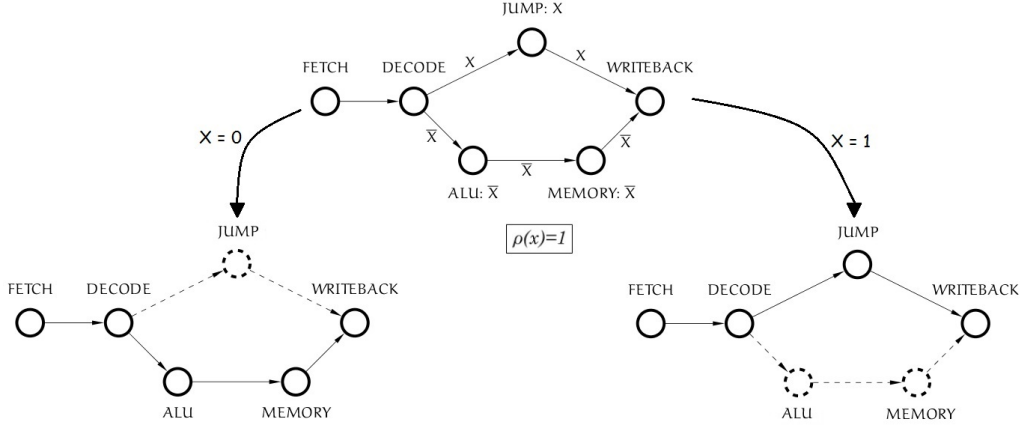 JUMP: X
FETCH
DECODE
X
X
WRITEBACK
X̅
X̅
X̅
ALU: X̅
MEMORY: X̅
X = 0
X = 1
ρ(x)=1
JUMP
FETCH
DECODE
WRITEBACK
ALU
MEMORY
JUMP
FETCH
DECODE
WRITEBACK
ALU
MEMORY